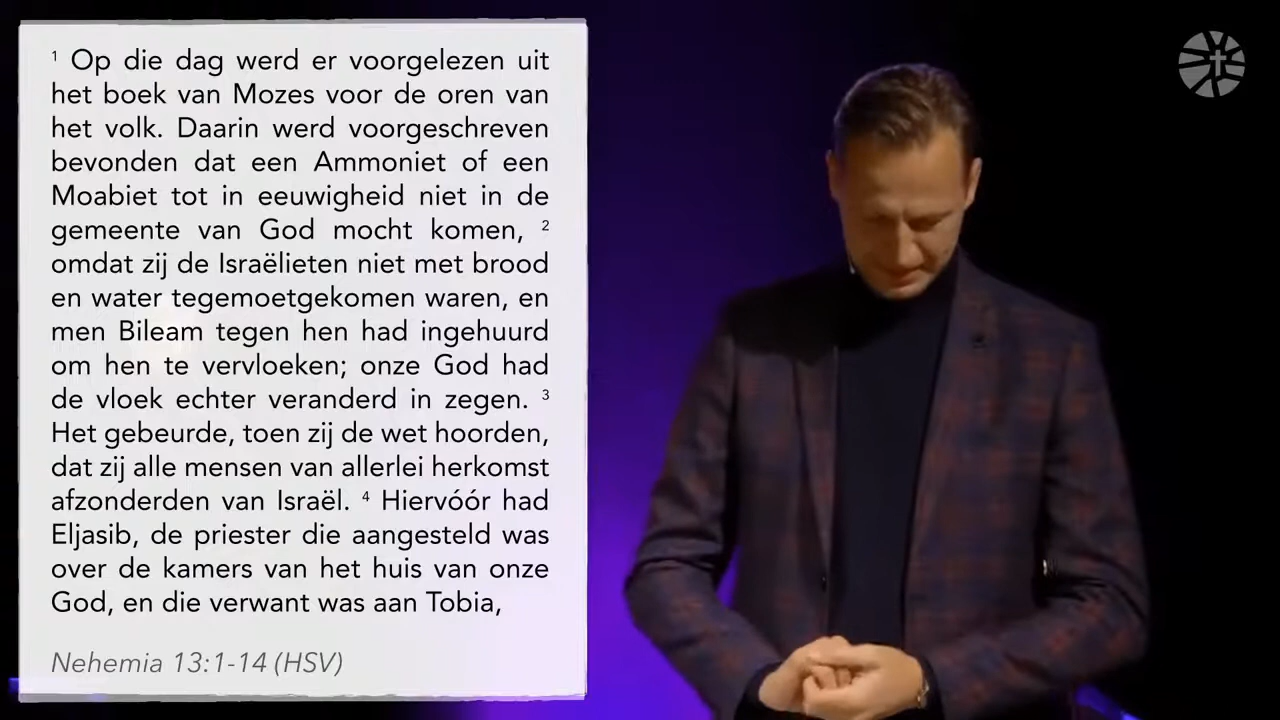 ¹ Op die dag werd er voorgelezen uit
het boek van Mozes voor de oren van
het volk. Daarin werd voorgeschreven
bevonden dat een Ammoniet of een
Moabiet tot in eeuwigheid niet in de
gemeente van God mocht komen, ²
omdat zij de Israëlieten niet met brood
en water tegemoetgekomen waren, en
men Bileam tegen hen had ingehuurd
om hen te vervloeken; onze God had
de vloek echter veranderd in zegen. ³
Het gebeurde, toen zij de wet hoorden,
dat zij alle mensen van allerlei herkomst
afzonderden van Israël. ⁴ Hiervóór had
Eljasib, de priester die aangesteld was
over de kamers van het huis van onze
God, en die verwant was aan Tobia,
Nehemia 13:1-14 (HSV)